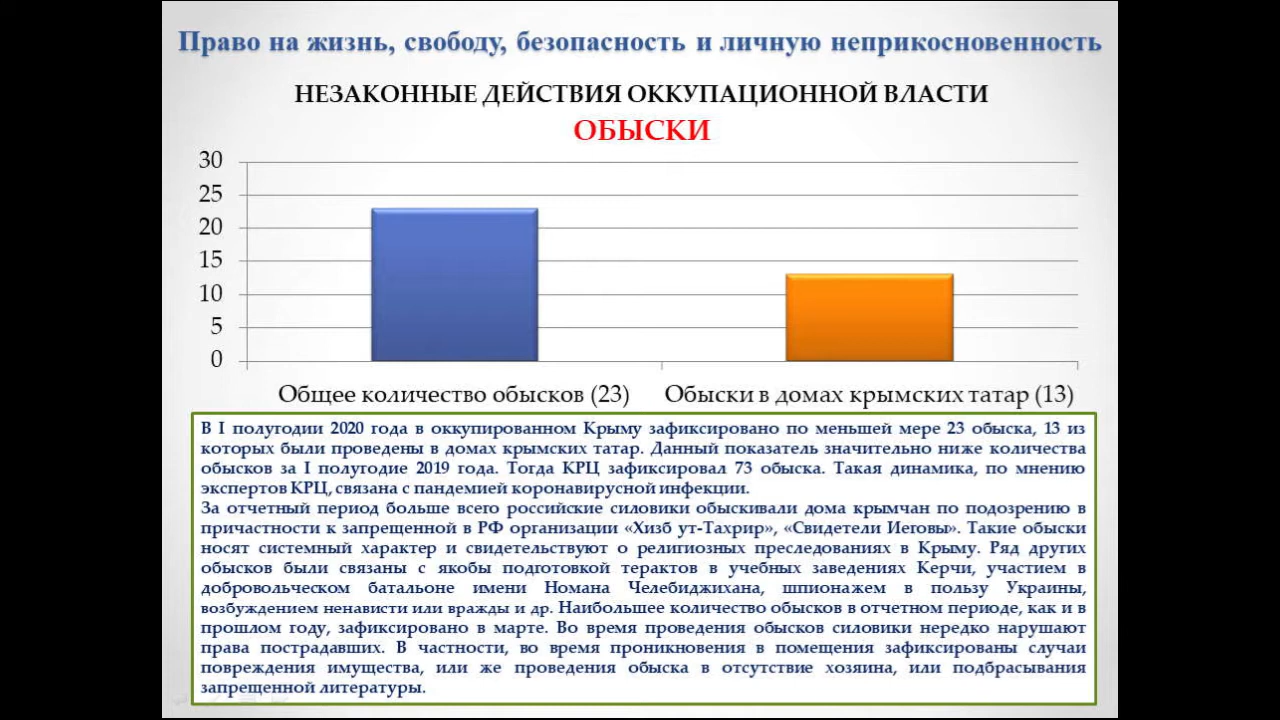 Право на жизнь, свободу, безопасность и личную неприкосновенность
НЕЗАКОННЫЕ ДЕЙСТВИЯ ОККУПАЦИОННОЙ ВЛАСТИ
ОБЫСКИ
30
25
20
15
10
5
0
Общее количество обысков (23)
Обыски в домах крымских татар (13)
В I полугодии 2020 года в оккупированном Крыму зафиксировано по меньшей мере 23 обыска, 13 из
которых были проведены в домах крымских татар. Данный показатель значительно ниже количества
обысков за I полугодие 2019 года. Тогда КРЦ зафиксировал 73 обыска. Такая динамика, по мнению
экспертов КРЦ, связана с пандемией коронавирусной инфекции.
За отчетный период больше всего российские силовики обыскивали дома крымчан по подозрению в
причастности к запрещенной в РФ организации «Хизб ут-Тахрир», «Свидетели Иеговы». Такие обыски
носят системный характер и свидетельствуют о религиозных преследованиях в Крыму. Ряд других
обысков были связаны с якобы подготовкой терактов в учебных заведениях Керчи, участием в
добровольческом батальоне имени Номана Челебиджихана, шпионажем в пользу Украины,
возбуждением ненависти или вражды и др. Наибольшее количество обысков в отчетном периоде, как и в
прошлом году, зафиксировано в марте. Во время проведения обысков силовики нередко нарушают
права пострадавших. В частности, во время проникновения в помещения зафиксированы случаи
повреждения имущества, или же проведения обыска в отсутствие хозяина, или подбрасывания
запрещенной литературы.